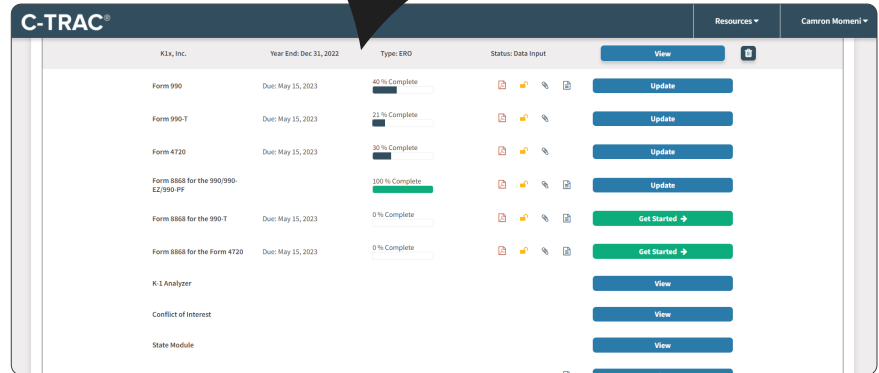 C-TRAC®
Resources
Camron Momeni
K1x, Inc.
Year End: Dec 31, 2022
Type: ERO
Status: Data Input
View
Form 990
Due: May 15, 2023
40 % Complete
Update
Form 990-T
Due: May 15, 2023
21 % Complete
Update
Form 4720
Due: May 15, 2023
30 % Complete
Update
Form 8868 for the 990/990-
EZ/990-PF
100 % Complete
Update
Form 8868 for the 990-T
Due: May 15, 2023
0 % Complete
Get Started →
Form 8868 for the Form 4720
Due: May 15, 2023
0 % Complete
Get Started →
K-1 Analyzer
View
Conflict of Interest
View
State Module
View